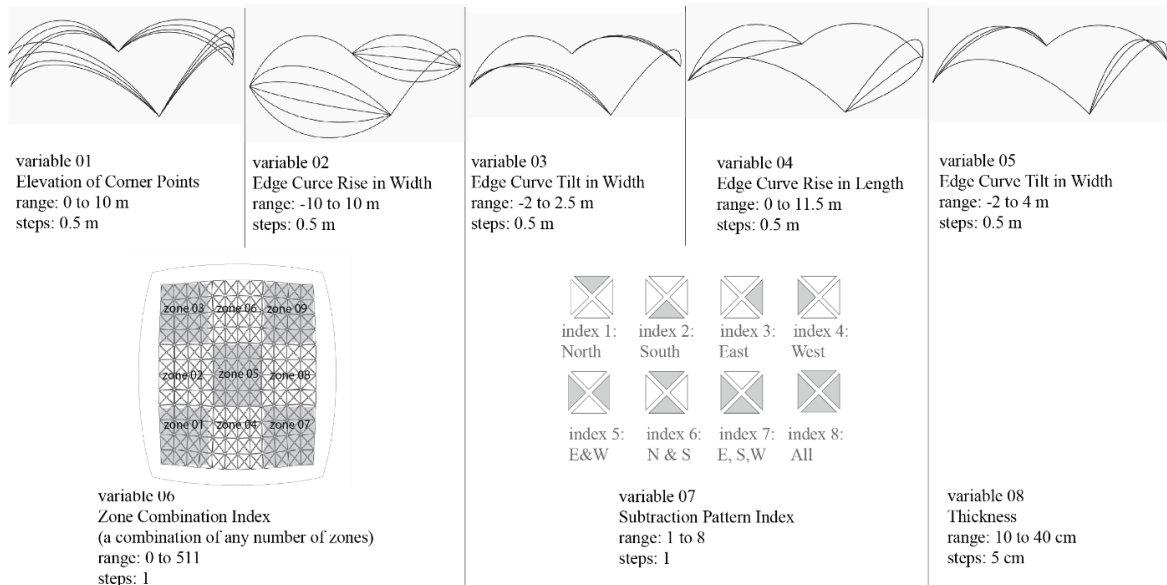 variable 01
Elevation of Corner Points
range: 0 to 10 m
steps: 0.5 m
variable 02
Edge Curce Rise in Width
range: -10 to 10 m
steps: 0.5 m
variable 03
Edge Curve Tilt in Width
range: -2 to 2.5 m
steps: 0.5 m
variable 04
Edge Curve Rise in Length
range: 0 to 11.5 m
steps: 0.5 m
variable 05
Edge Curve Tilt in Width
range: -2 to 4 m
steps: 0.5 m
zone 03 zone 06 zone 09
zone 02 zone 05 zone 08
zone 01 zone 04 zone 07
variable 06
Zone Combination Index
(a combination of any number of zones)
range: 0 to 511
steps: 1
index 1: index 2: index 3: index 4:
North South East West
index 5: index 6: index 7: index 8:
E&W N & S E, S,W All
variable 07
Subtraction Pattern Index
range: 1 to 8
steps: 1
variable 08
Thickness
range: 10 to 40 cm
steps: 5 cm